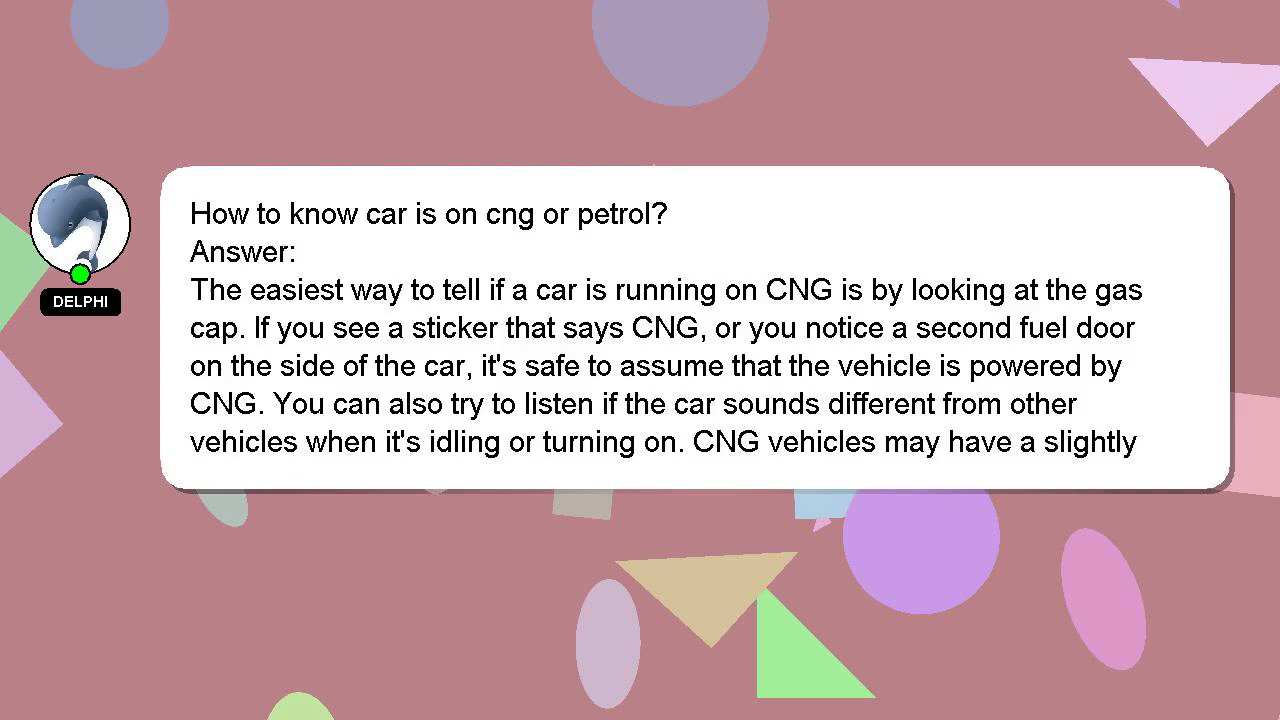 How to know car is on cng or petrol?
Answer:
The easiest way to tell if a car is running on CNG is by looking at the gas
cap. If you see a sticker that says CNG, or you notice a second fuel door
on the side of the car, it's safe to assume that the vehicle is powered by
CNG. You can also try to listen if the car sounds different from other
vehicles when it's idling or turning on. CNG vehicles may have a slightly
DELPHI